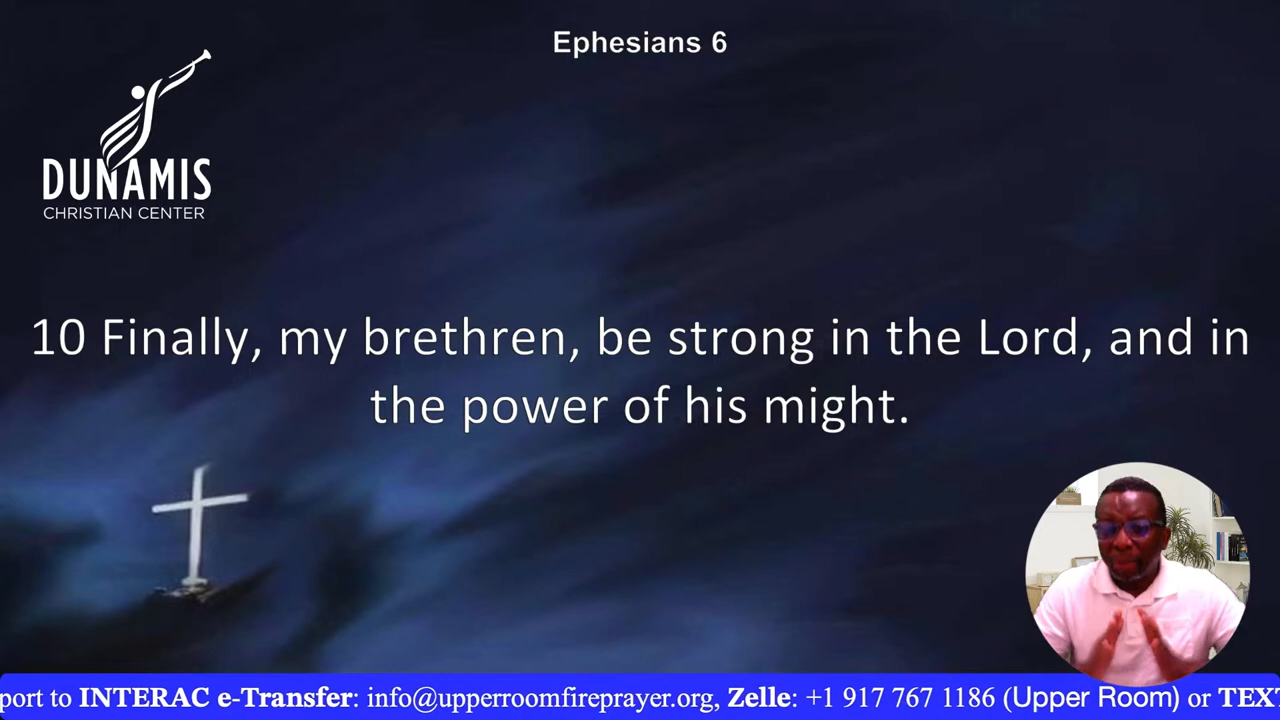 Ephesians 6
DUNAMIS
CHRISTIAN CENTER
10 Finally, my brethren, be strong in the Lord, and in
the power of his might.
port to INTERAC e-Transfer: info@upperroomfireprayer.org, Zelle: +1 917 767 1186 (Upper Room) or TEXT